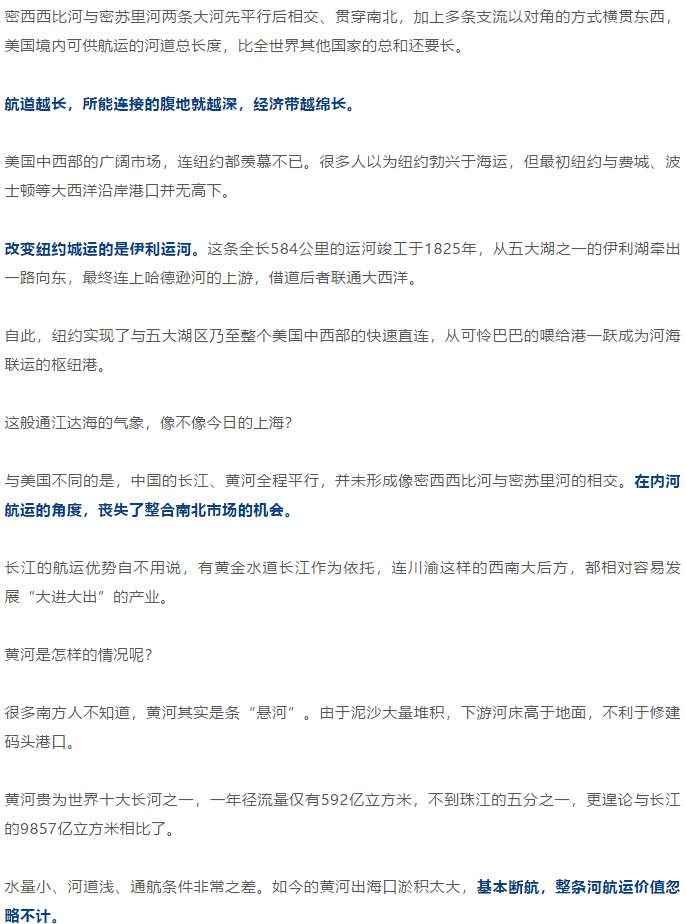 密西西比河与密苏里河两条大河先平行后相交、贯穿南北，加上多条支流以对角的方式横贯东西，
美国境内可供航运的河道总长度，比全世界其他国家的总和还要长。
航道越长，所能连接的腹地就越深，经济带越绵长。
美国中西部的广阔市场，连纽约都羡慕不已。很多人以为纽约勃兴于海运，但最初纽约与费城、波
士顿等大西洋沿岸港口并无高下。
改变纽约城运的是伊利运河。这条全长584公里的运河竣工于1825年，从五大湖之一的伊利湖牵出
一路向东，最终连上哈德逊河的上游，借道后者联通大西洋。
自此，纽约实现了与五大湖区乃至整个美国中西部的快速直连，从可怜巴巴的喂给港一跃成为河海
联运的枢纽港。
这般通江达海的气象，像不像今日的上海？
与美国不同的是，中国的长江、黄河全程平行，并未形成像密西西比河与密苏里河的相交。在内河
航运的角度，丧失了整合南北市场的机会。
长江的航运优势自不用说，有黄金水道长江作为依托，连川渝这样的西南大后方，都相对容易发
展“大进大出”的产业。
黄河是怎样的情况呢？
很多南方人不知道，黄河其实是条“悬河”。由于泥沙大量堆积，下游河床高于地面，不利于修建
码头港口。
黄河贵为世界十大长河之一，一年径流量仅有592亿立方米，不到珠江的五分之一，更遑论与长江
的9857亿立方米相比了。
水量小、河道浅、通航条件非常之差。如今的黄河出海口淤积太大，基本断航，整条河航运价值忽
略不计。